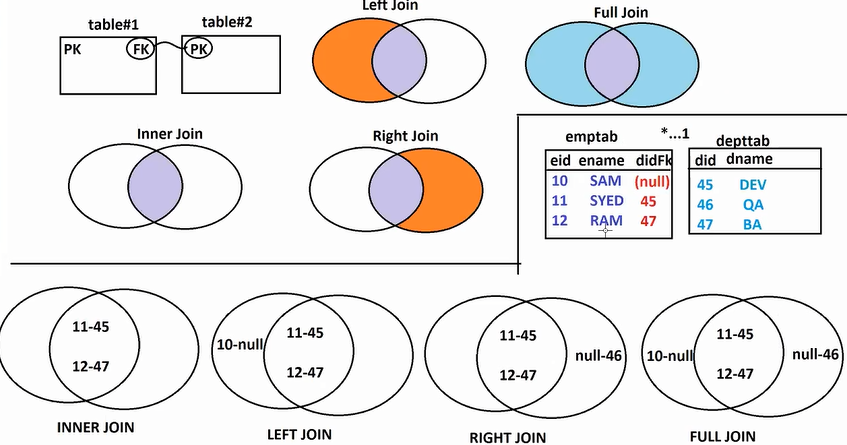 table#1
table#2
PK
FK
PK
Left Join
Full Join
Inner Join
Right Join
emptab
*...1
depttab
eid ename didFk
10 SAM (null)
11 SYED 45
12 RAM 47
did dname
45 DEV
46 QA
47 BA
11-45
12-47
INNER JOIN
10-null
11-45
12-47
LEFT JOIN
11-45
12-47
null-46
RIGHT JOIN
10-null
11-45
12-47
null-46
FULL JOIN